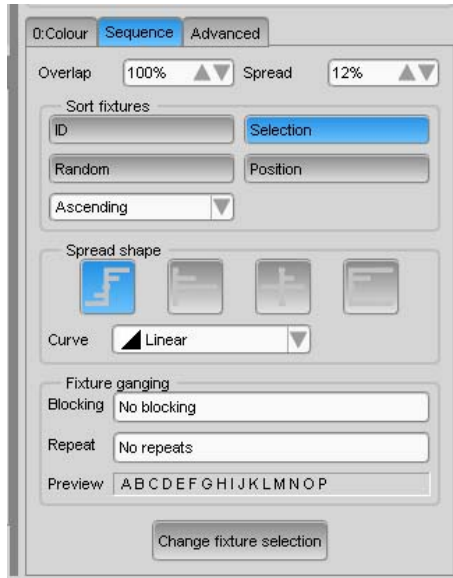 0:Colour Sequence Advanced
Overlap 100% Spread 12%
Sort fixtures
ID Selection
Random Position
Ascending
Spread shape
Curve Linear
Fixture ganging
Blocking No blocking
Repeat No repeats
Preview A B C D E F G H I J K L M N O P
Change fixture selection